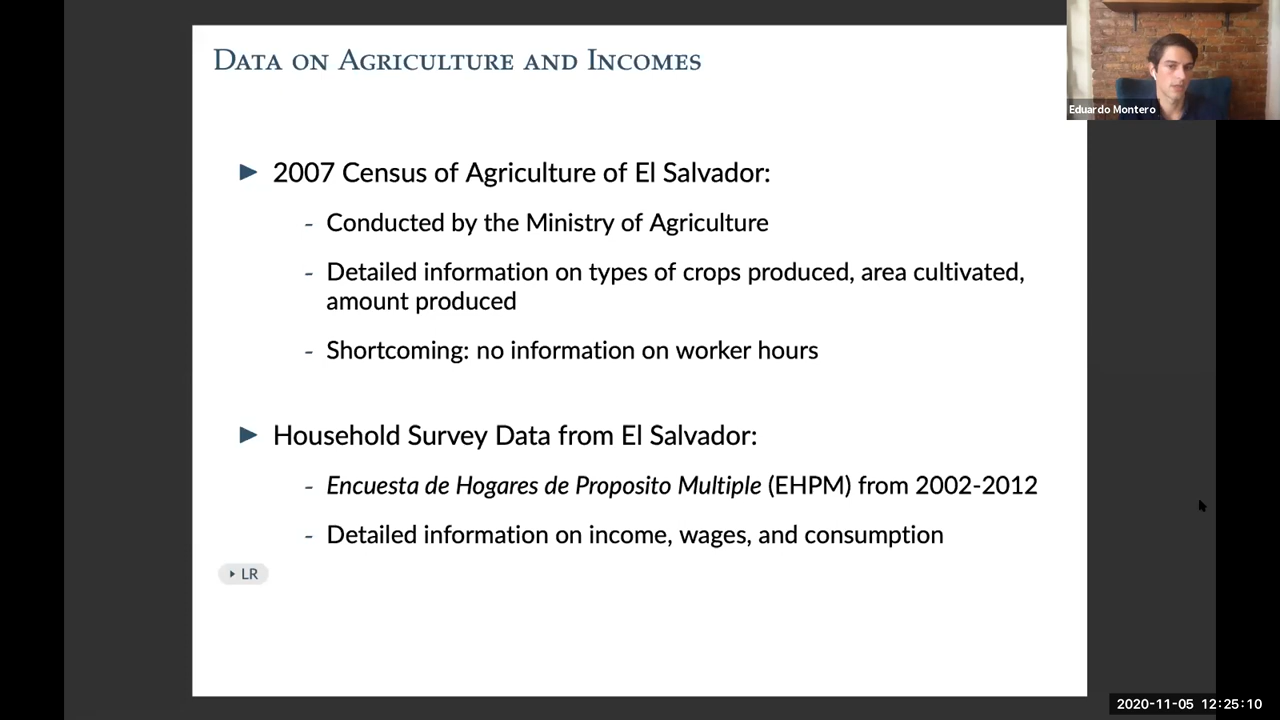 Data on Agriculture and Incomes
Eduardo Montero
► 2007 Census of Agriculture of El Salvador:
- Conducted by the Ministry of Agriculture
- Detailed information on types of crops produced, area cultivated,
amount produced
- Shortcoming: no information on worker hours
► Household Survey Data from El Salvador:
- Encuesta de Hogares de Proposito Multiple (EHPM) from 2002-2012
- Detailed information on income, wages, and consumption
▸ LR
2020-11-05 12:25:10